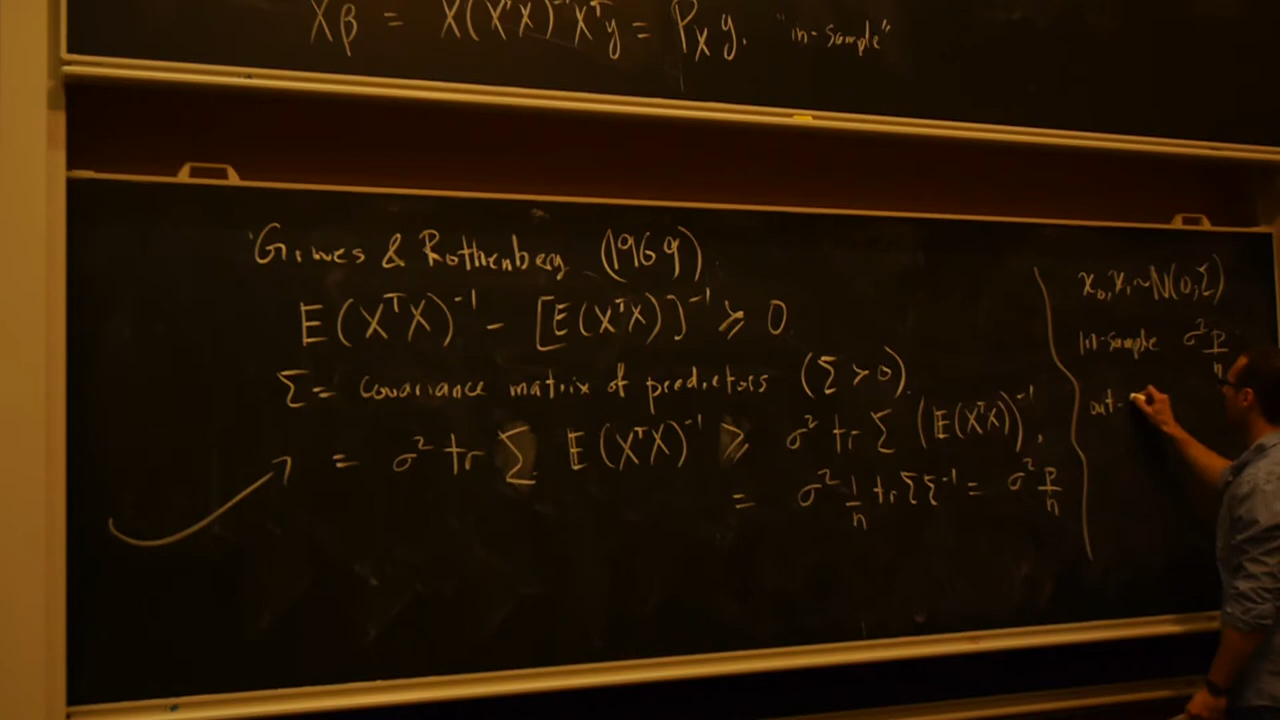 Xβ = X(XᵀX)⁻¹Xᵀy = P_X y. "in-sample"
Groves & Rothenberg (1969)
E(XᵀX)⁻¹ - [E(XᵀX)]⁻¹ ≽ 0
Σ = covariance matrix of predictors (Σ > 0).
= σ² tr Σ E(XᵀX)⁻¹ ≥ σ² tr Σ (E(XᵀX))⁻¹.
= σ² 1/n tr ΣΣ⁻¹ = σ² p/n
x₀, x₁ ~ N(0, Σ)
in-sample σ² p/n
out-